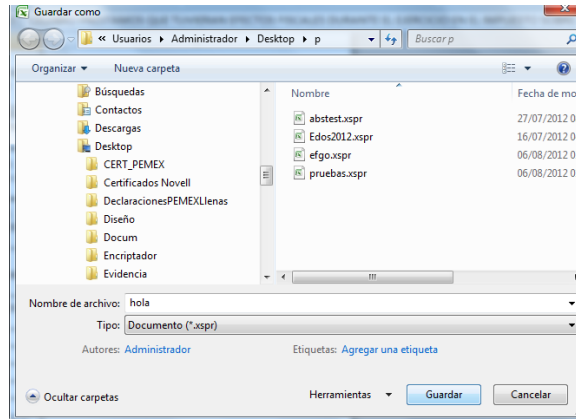 Guardar como
« Usuarios Administrador Desktop p
Buscar p
Organizar Nueva carpeta
Búsquedas
Contactos
Descargas
Desktop
CERT_PEMEX
Certificados Novell
DeclaracionesPEMEXLlenas
Diseño
Docum
Encriptador
Evidencia
Nombre Fecha de mo
abstest.xspr 27/07/2012 0
Edos2012.xspr 16/07/2012 0
efgo.xspr 06/08/2012 0
pruebas.xspr 06/08/2012 0
Nombre de archivo: hola
Tipo: Documento (*.xspr)
Autores: Administrador Etiquetas: Agregar una etiqueta
Ocultar carpetas Herramientas Guardar Cancelar